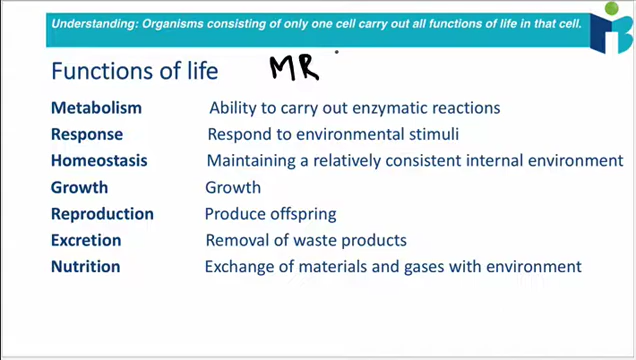 Understanding: Organisms consisting of only one cell carry out all functions of life in that cell.
Functions of life MR
Metabolism Ability to carry out enzymatic reactions
Response Respond to environmental stimuli
Homeostasis Maintaining a relatively consistent internal environment
Growth Growth
Reproduction Produce offspring
Excretion Removal of waste products
Nutrition Exchange of materials and gases with environment